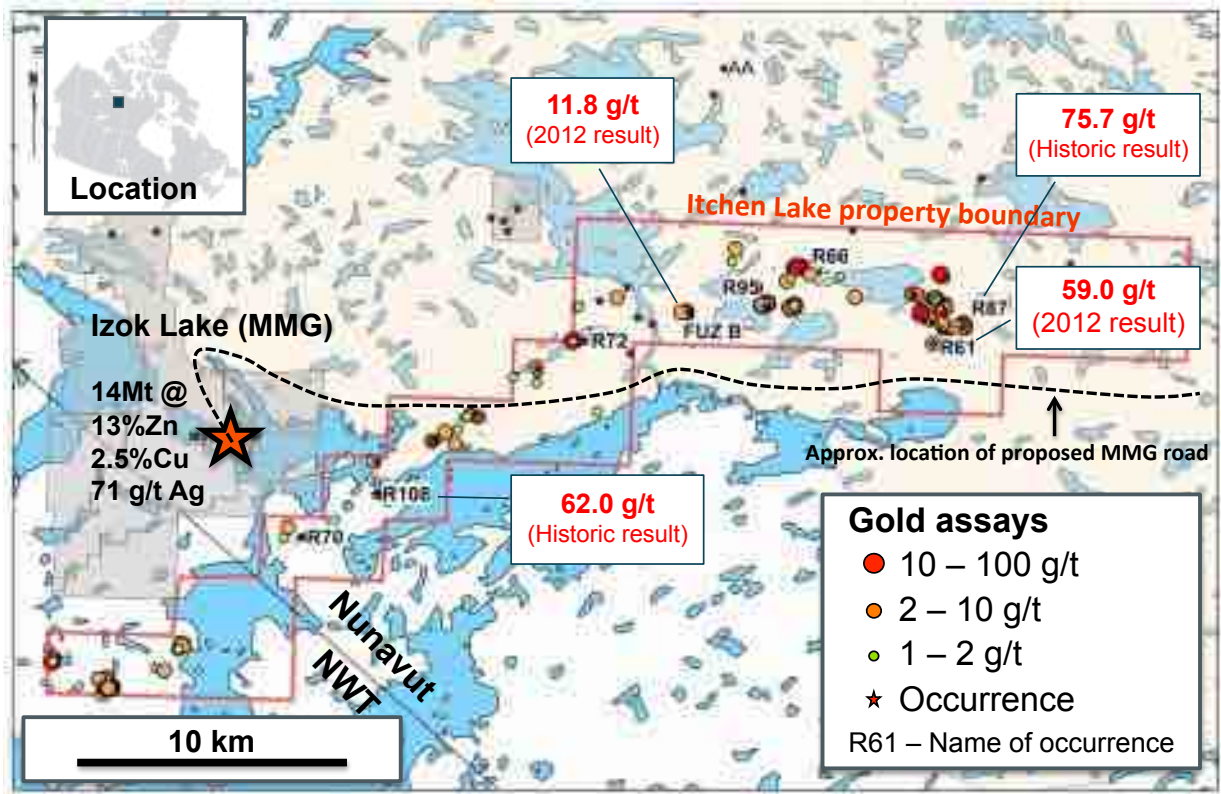 Location
AA
11.8 g/t
(2012 result)
75.7 g/t
(Historic result)
Itchen Lake property boundary
R66
R95
FUZ B
R72
R87
R61
59.0 g/t
(2012 result)
Izok Lake (MMG)
14Mt @
13%Zn
2.5%Cu
71 g/t Ag
Approx. location of proposed MMG road
R108
R70
62.0 g/t
(Historic result)
Nunavut
NWT
10 km
Gold assays
10 – 100 g/t
2 – 10 g/t
1 – 2 g/t
Occurrence
R61 – Name of occurrence